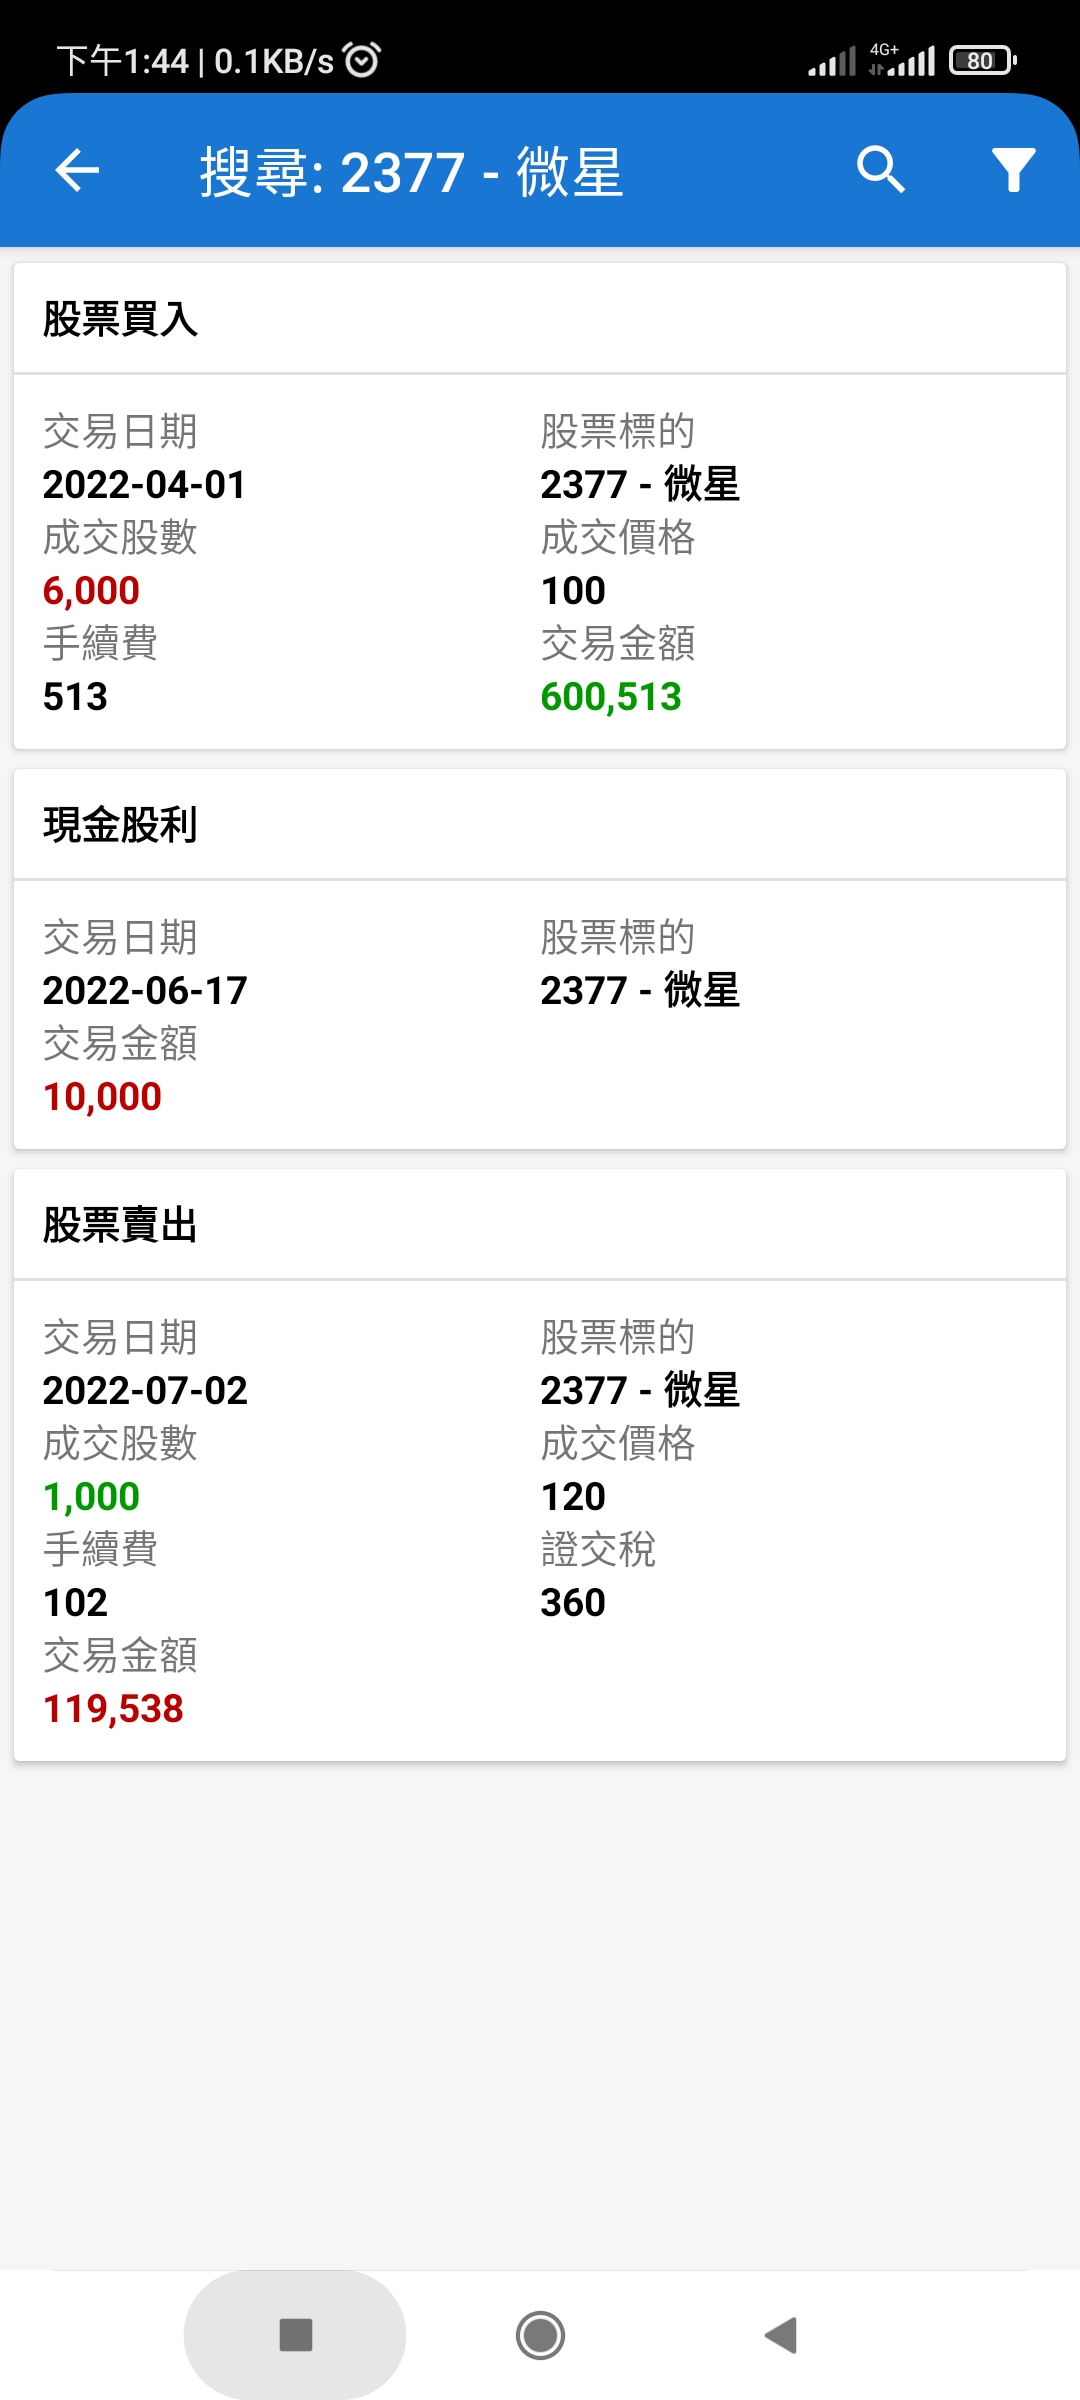 下午1:44 | 0.1KB/s 4G+ 80
搜尋: 2377 - 微星
股票買入
交易日期 股票標的
2022-04-01 2377 - 微星
成交股數 成交價格
6,000 100
手續費 交易金額
513 600,513
現金股利
交易日期 股票標的
2022-06-17 2377 - 微星
交易金額
10,000
股票賣出
交易日期 股票標的
2022-07-02 2377 - 微星
成交股數 成交價格
1,000 120
手續費 證交稅
102 360
交易金額
119,538